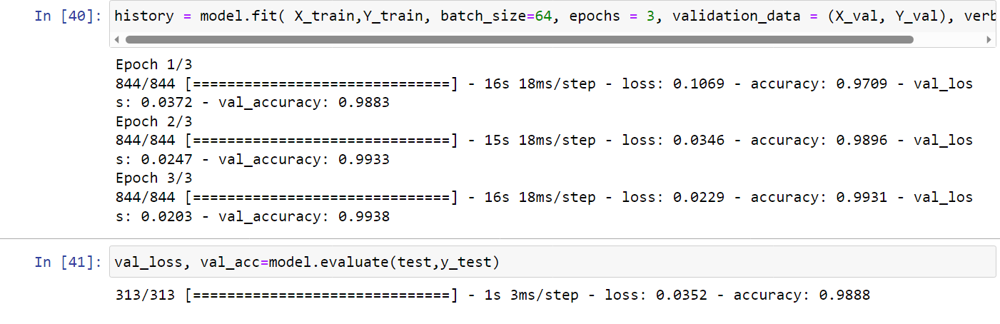 In [40]: history = model.fit( X_train,Y_train, batch_size=64, epochs = 3, validation_data = (X_val, Y_val), verb
Epoch 1/3
844/844 [==============================] - 16s 18ms/step - loss: 0.1069 - accuracy: 0.9709 - val_los
s: 0.0372 - val_accuracy: 0.9883
Epoch 2/3
844/844 [==============================] - 15s 18ms/step - loss: 0.0346 - accuracy: 0.9896 - val_los
s: 0.0247 - val_accuracy: 0.9933
Epoch 3/3
844/844 [==============================] - 16s 18ms/step - loss: 0.0229 - accuracy: 0.9931 - val_los
s: 0.0203 - val_accuracy: 0.9938
In [41]: val_loss, val_acc=model.evaluate(test,y_test)
313/313 [==============================] - 1s 3ms/step - loss: 0.0352 - accuracy: 0.9888